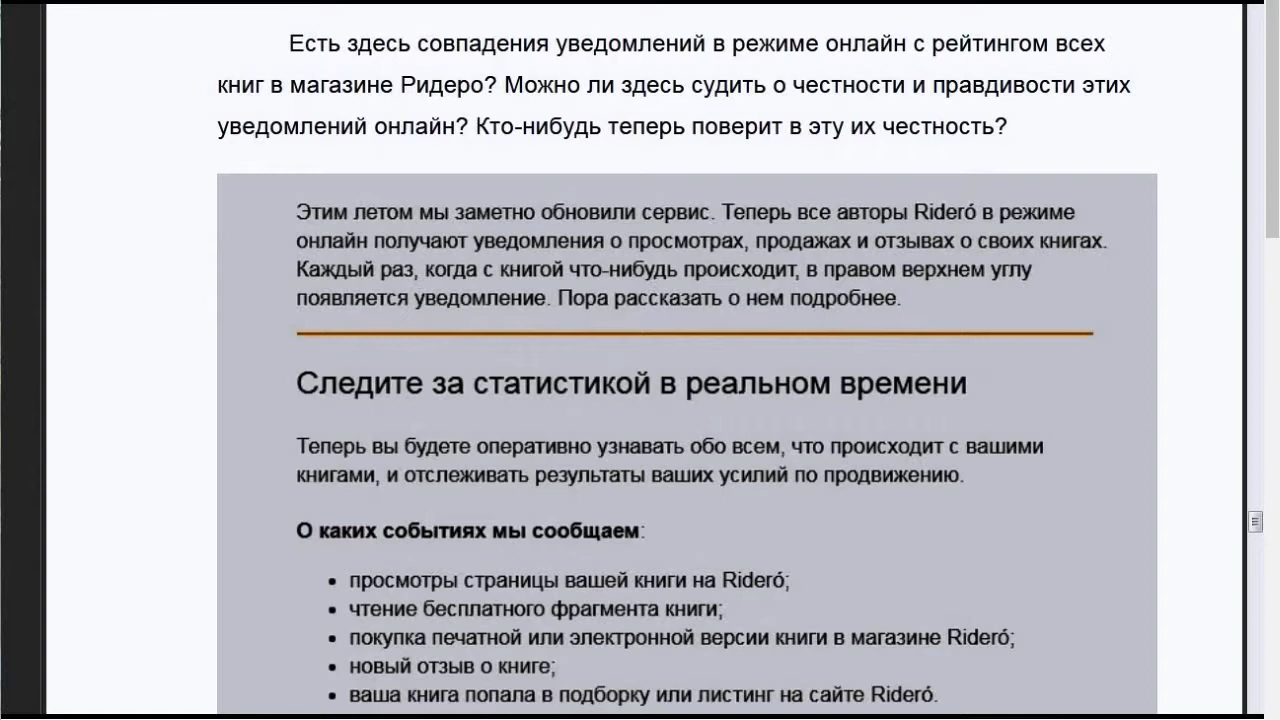 Есть здесь совпадения уведомлений в режиме онлайн с рейтингом всех
книг в магазине Ридеро? Можно ли здесь судить о честности и правдивости этих
уведомлений онлайн? Кто-нибудь теперь поверит в эту их честность?
Этим летом мы заметно обновили сервис. Теперь все авторы Rideró в режиме
онлайн получают уведомления о просмотрах, продажах и отзывах о своих книгах.
Каждый раз, когда с книгой что-нибудь происходит, в правом верхнем углу
появляется уведомление. Пора рассказать о нем подробнее.
Следите за статистикой в реальном времени
Теперь вы будете оперативно узнавать обо всем, что происходит с вашими
книгами, и отслеживать результаты ваших усилий по продвижению.
О каких событиях мы сообщаем:
• просмотры страницы вашей книги на Rideró;
• чтение бесплатного фрагмента книги;
• покупка печатной или электронной версии книги в магазине Rideró;
• новый отзыв о книге;
• ваша книга попала в подборку или листинг на сайте Rideró.